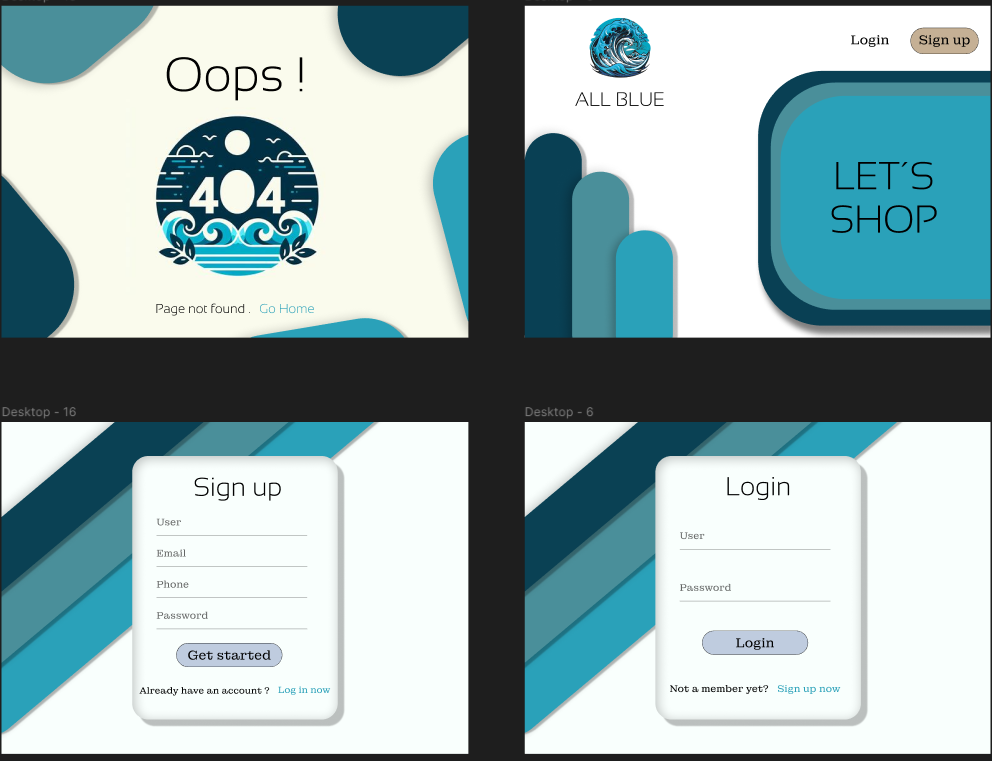 Oops !
404
Page not found . Go Home
Login
Sign up
ALL BLUE
LET´S
SHOP
Desktop - 16
Sign up
User
Email
Phone
Password
Get started
Already have an account ? Log in now
Desktop - 6
Login
User
Password
Login
Not a member yet? Sign up now